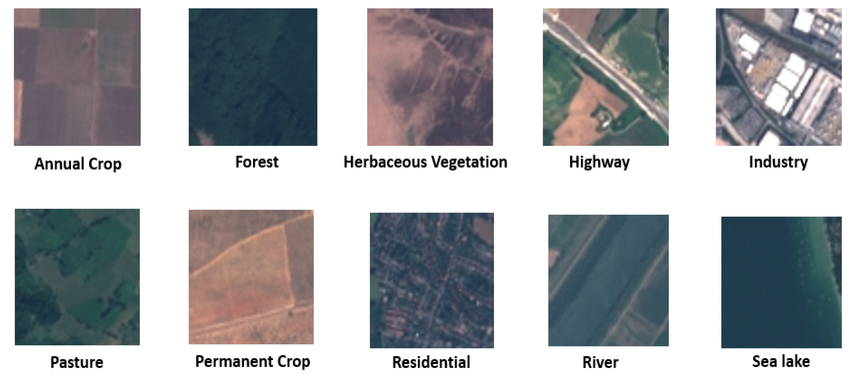 Annual Crop
Forest
Herbaceous Vegetation
Highway
Industry
Pasture
Permanent Crop
Residential
River
Sea lake